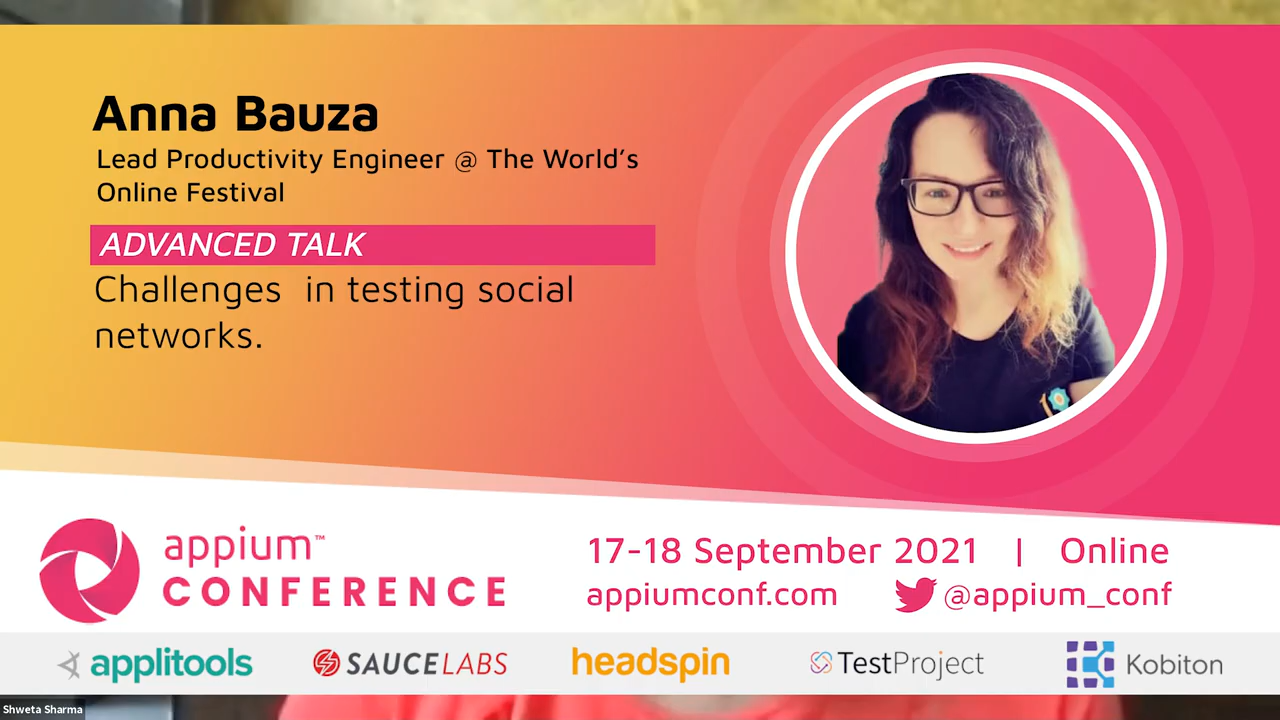 Anna Bauza
Lead Productivity Engineer @ The World's
Online Festival
ADVANCED TALK
Challenges  in testing social
networks.
appium™
CONFERENCE
17-18 September 2021 | Online
appiumconf.com @appium_conf
applitools SAUCELABS headspin TestProject Kobiton
Shweta Sharma